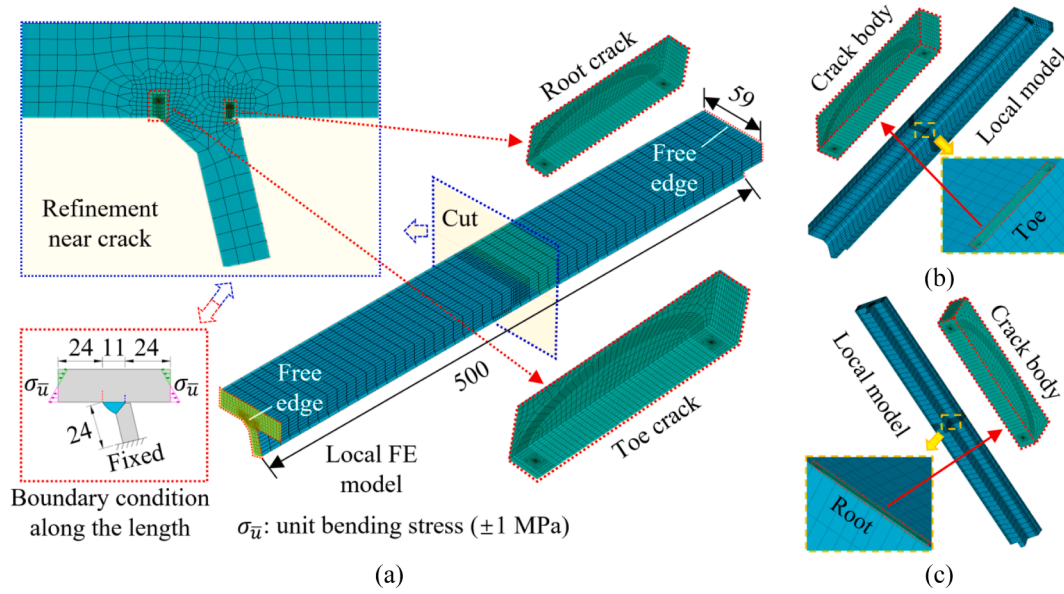 Refinement
near crack
Root crack
59
Free
edge
Cut
500
Free
edge
Local FE
model
Toe crack
24 11 24
σū σū
24
Fixed
Boundary condition
along the length
σū: unit bending stress (±1 MPa)
(a)
Crack body
Local model
Toe
(b)
Local model
Crack body
Root
(c)